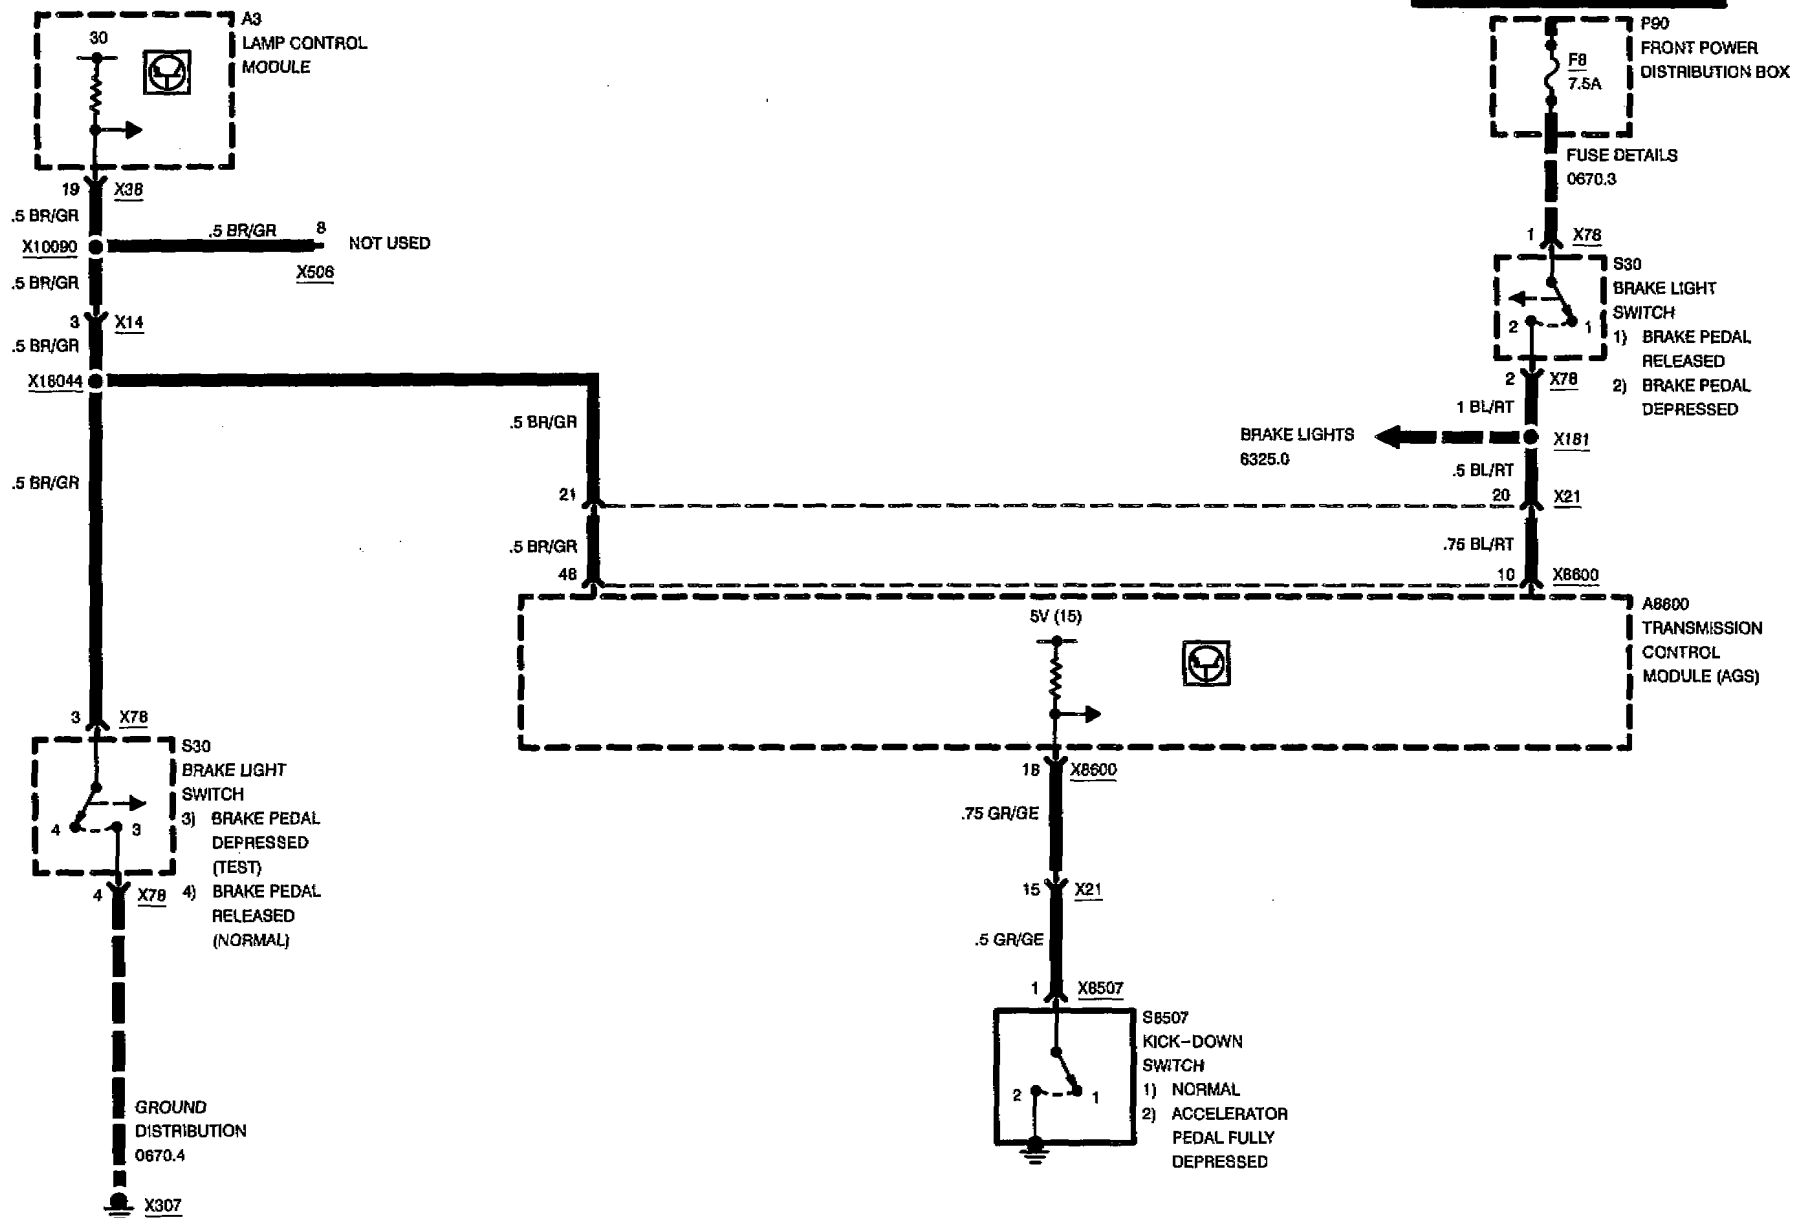 A3
LAMP CONTROL
MODULE
30
19 X38
.5 BR/GR
X10090
.5 BR/GR 8
NOT USED
X506
.5 BR/GR
3 X14
.5 BR/GR
X18044
.5 BR/GR
21
.5 BR/GR
48
.5 BR/GR
3 X78
S30
BRAKE LIGHT
SWITCH
3) BRAKE PEDAL
DEPRESSED
(TEST)
4) BRAKE PEDAL
RELEASED
(NORMAL)
4 3
4 X78
GROUND
DISTRIBUTION
0670.4
X307
P90
FRONT POWER
DISTRIBUTION BOX
F8
7.5A
FUSE DETAILS
0670.3
1 X78
S30
BRAKE LIGHT
SWITCH
1) BRAKE PEDAL
RELEASED
2) BRAKE PEDAL
DEPRESSED
2 1
2 X78
1 BL/RT
BRAKE LIGHTS
6325.0
X181
.5 BL/RT
20 X21
.75 BL/RT
10 X8600
A8600
TRANSMISSION
CONTROL
MODULE (AGS)
5V (15)
18 X8600
.75 GR/GE
15 X21
.5 GR/GE
1 X8507
S8507
KICK-DOWN
SWITCH
1) NORMAL
2) ACCELERATOR
PEDAL FULLY
DEPRESSED
2 1